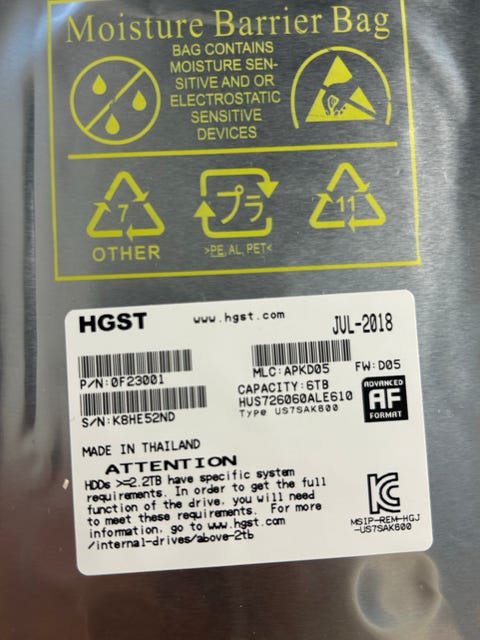 Moisture Barrier Bag
BAG CONTAINS
MOISTURE SEN-
SITIVE AND OR
ELECTROSTATIC
SENSITIVE
DEVICES
7
プラ
11
OTHER
>PE, AL, PET<
HGST
www.hgst.com
JUL-2018
P/N:0F23001
MLC:APKD05
FW:D05
CAPACITY:6TB
HUS726060ALE610
Type US7SAK600
S/N:K8HE52ND
ADVANCED
AF
FORMAT
MADE IN THAILAND
ATTENTION
HDDs >=2.2TB have specific system
requirements. In order to get the full
function of the drive, you will need
to meet these requirements. For more
information, go to www.hgst.com
/internal-drives/above-2tb
MSIP-REM-HGJ
-US7SAK600